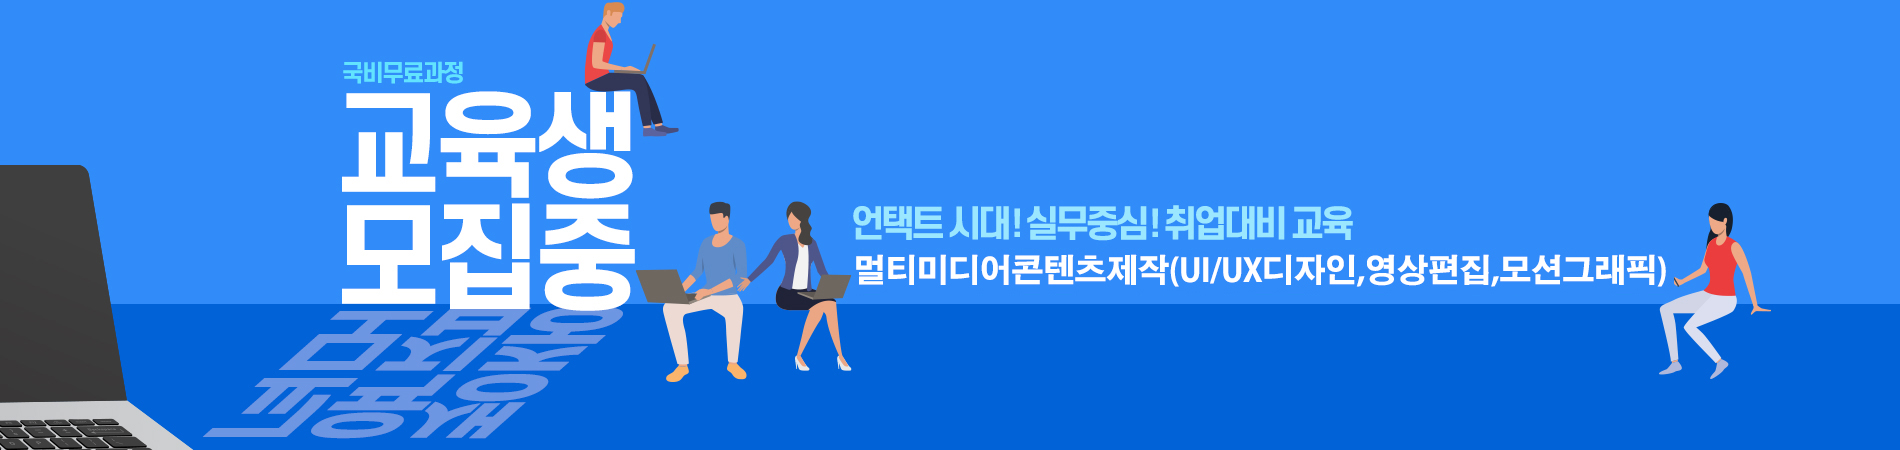 국비무료과정
교육생
모집중
언택트 시대! 실무중심! 취업대비 교육
멀티미디어콘텐츠제작(UI/UX디자인,영상편집,모션그래픽)